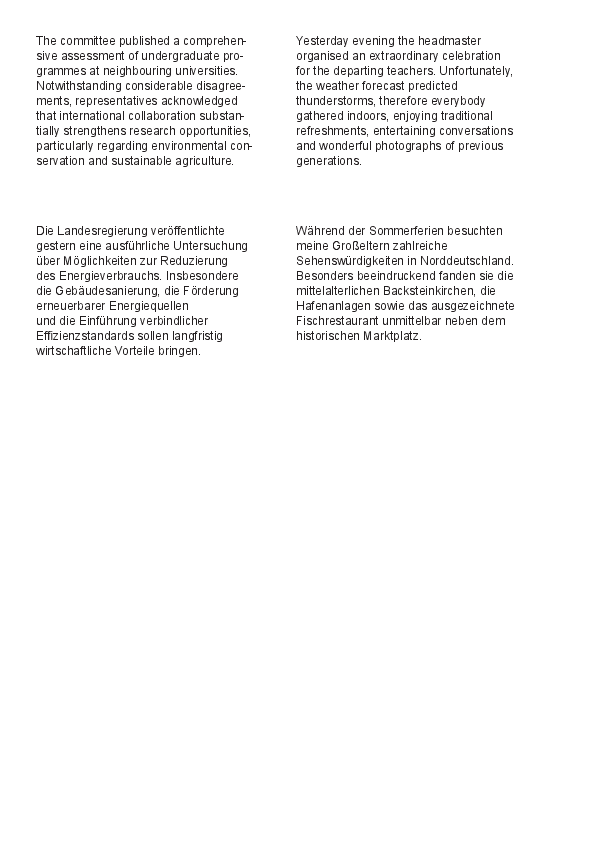 The committee published a comprehen-
sive assessment of undergraduate pro-
grammes at neighbouring universities.
Notwithstanding considerable disagree-
ments, representatives acknowledged
that international collaboration substan-
tially strengthens research opportunities,
particularly regarding environmental con-
servation and sustainable agriculture.
Yesterday evening the headmaster
organised an extraordinary celebration
for the departing teachers. Unfortunately,
the weather forecast predicted
thunderstorms, therefore everybody
gathered indoors, enjoying traditional
refreshments, entertaining conversations
and wonderful photographs of previous
generations.
Die Landesregierung veröffentlichte
gestern eine ausführliche Untersuchung
über Möglichkeiten zur Reduzierung
des Energieverbrauchs. Insbesondere
die Gebäudesanierung, die Förderung
erneuerbarer Energiequellen
und die Einführung verbindlicher
Effizienzstandards sollen langfristig
wirtschaftliche Vorteile bringen.
Während der Sommerferien besuchten
meine Großeltern zahlreiche
Sehenswürdigkeiten in Norddeutschland.
Besonders beeindruckend fanden sie die
mittelalterlichen Backsteinkirchen, die
Hafenanlagen sowie das ausgezeichnete
Fischrestaurant unmittelbar neben dem
historischen Marktplatz.